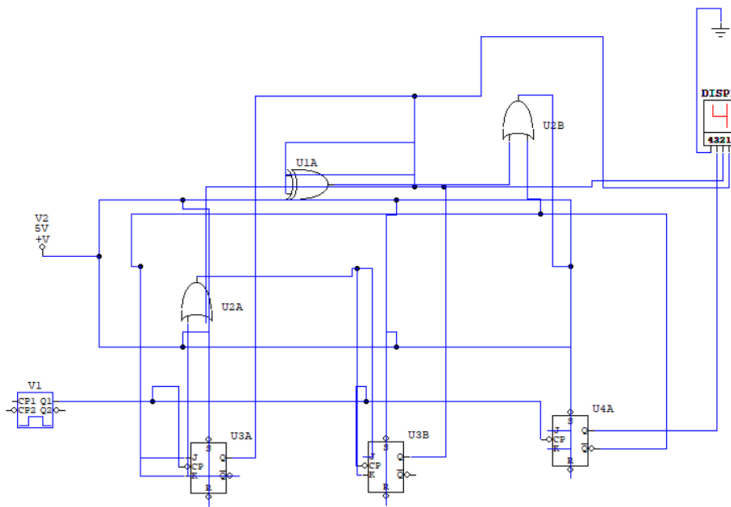 DISP
4
4321
U2B
U1A
V2
5V
+V
U2A
V1
CP1 Q1
CP2 Q2
U3A
S
J Q
CP
K Q
R
U3B
S
J Q
CP
K Q
R
U4A
S
J Q
CP
K Q
R